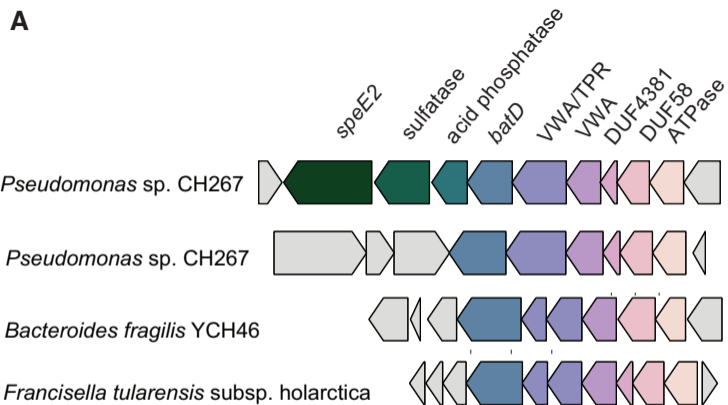 A
speE2
sulfatase
acid phosphatase
batD
VWA/TPR
VWA
DUF4381
DUF58
ATPase
Pseudomonas sp. CH267
Pseudomonas sp. CH267
Bacteroides fragilis YCH46
Francisella tularensis subsp. holarctica